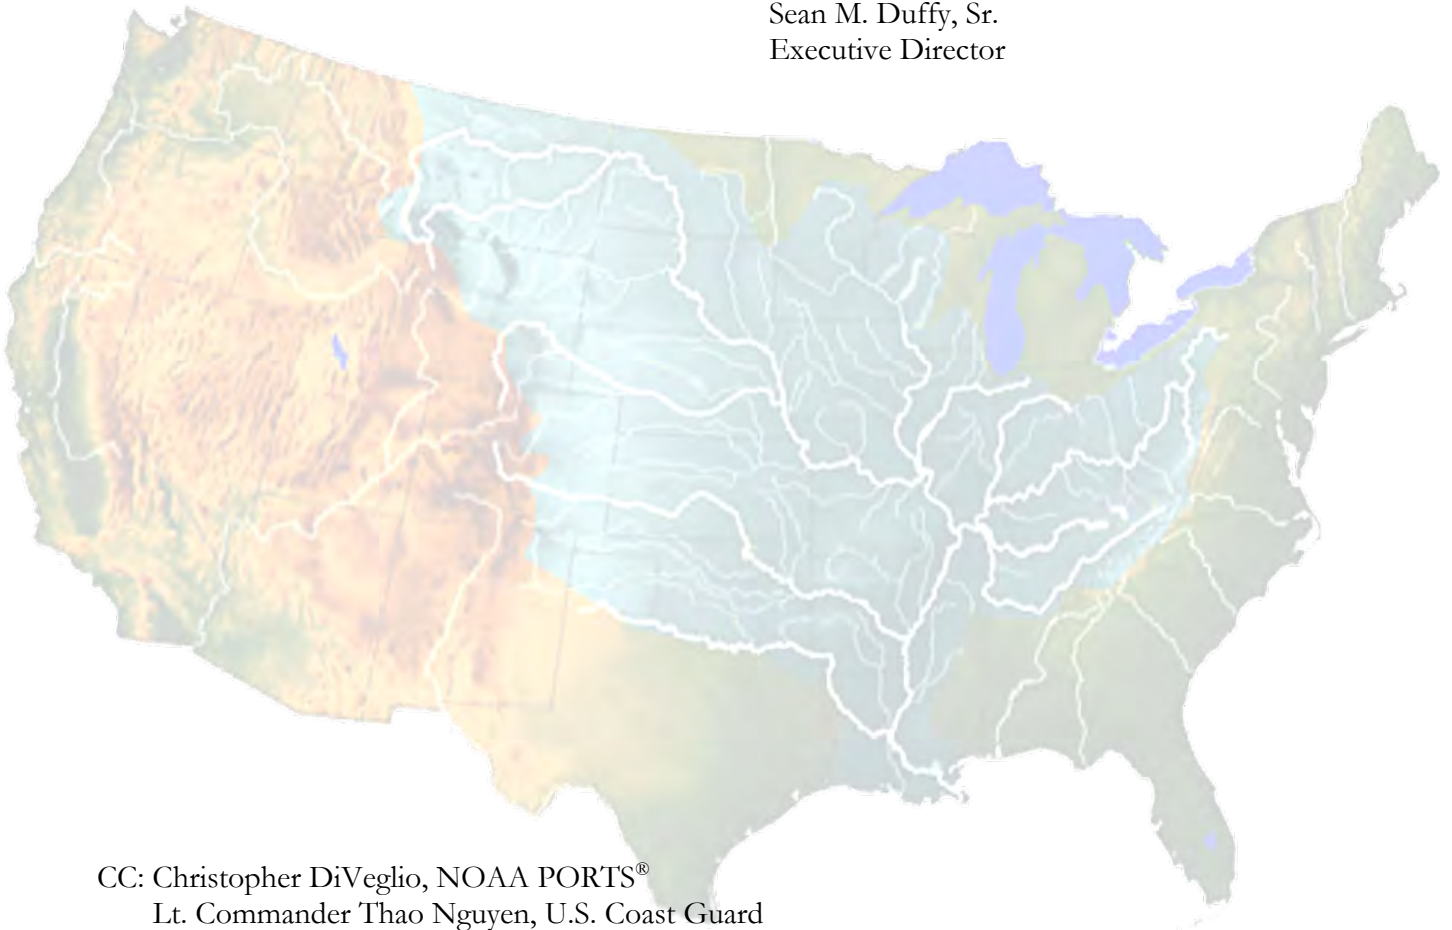 Sean M. Duffy, Sr.
Executive Director
CC: Christopher DiVeglio, NOAA PORTS®
Lt. Commander Thao Nguyen, U.S. Coast Guard